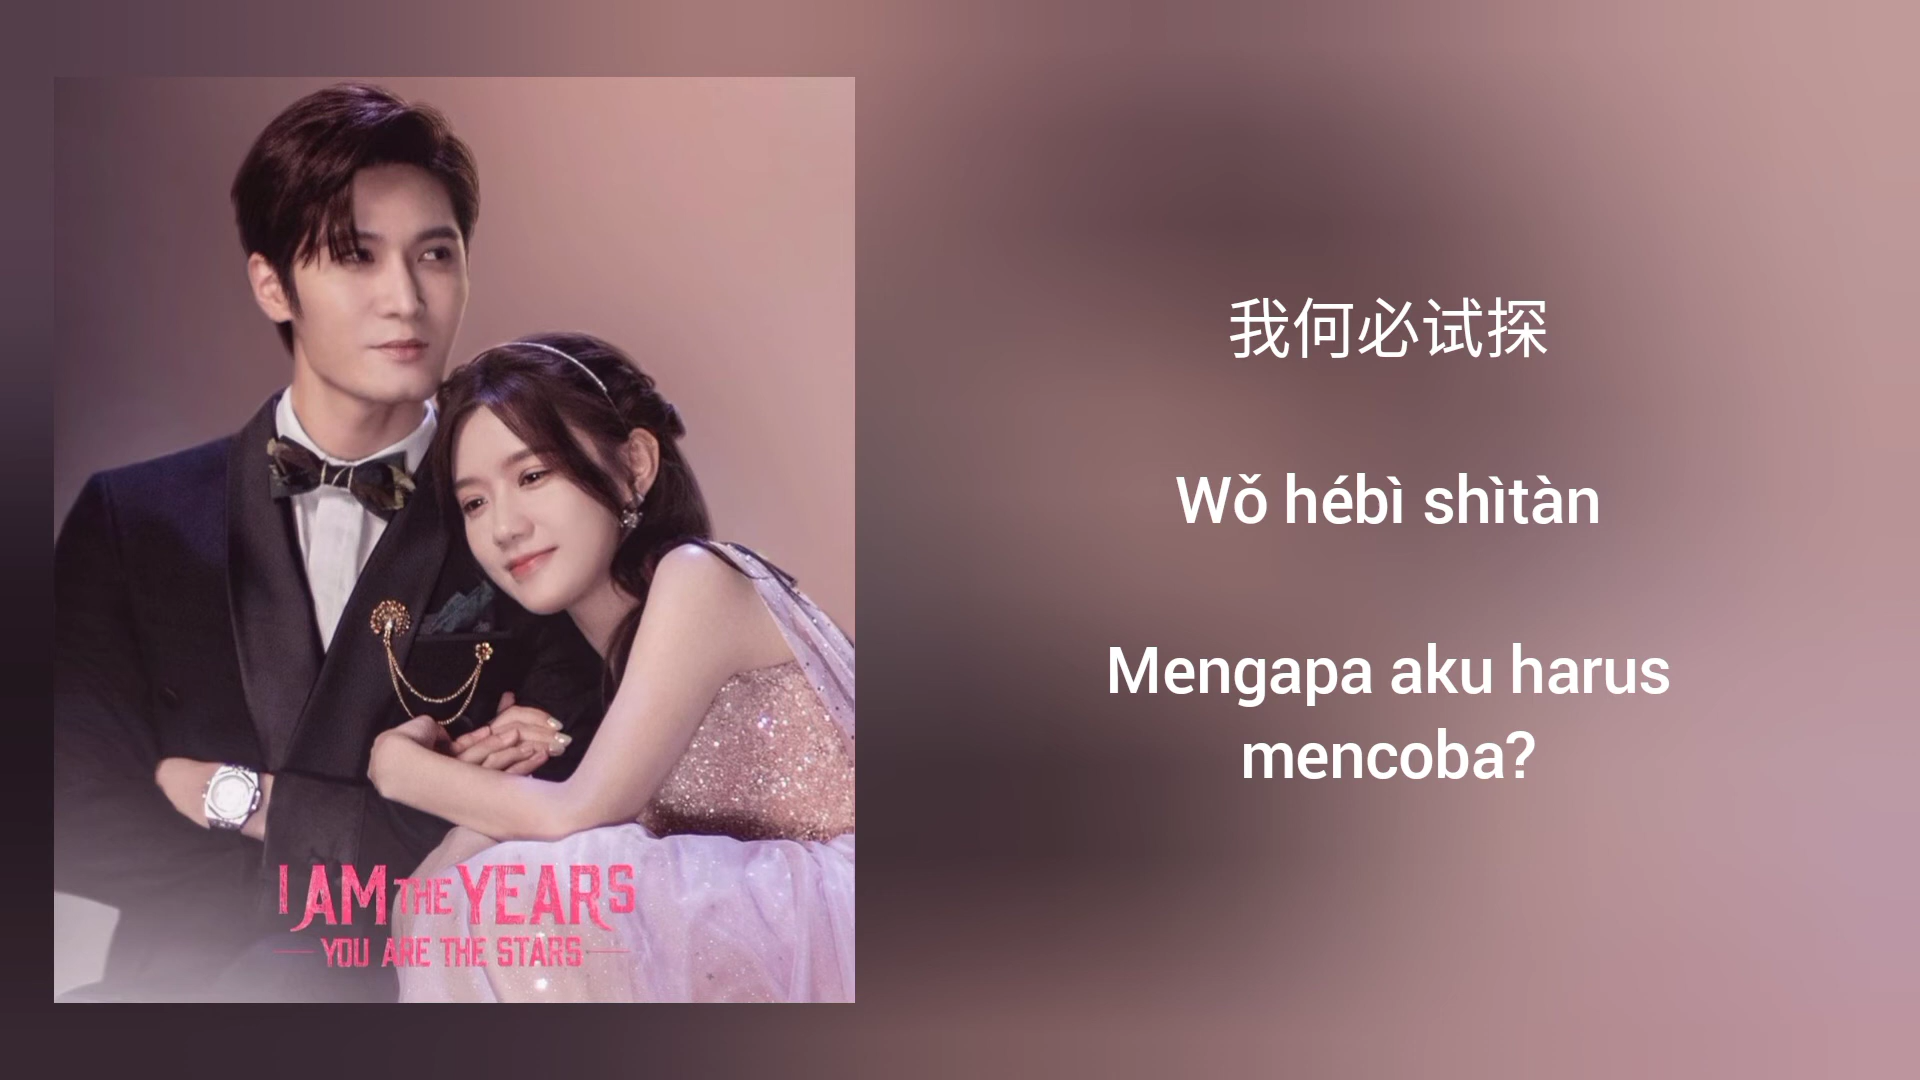 I AM THE YEARS
YOU ARE THE STARS
我何必试探
Wǒ hébì shìtàn
Mengapa aku harus
mencoba?